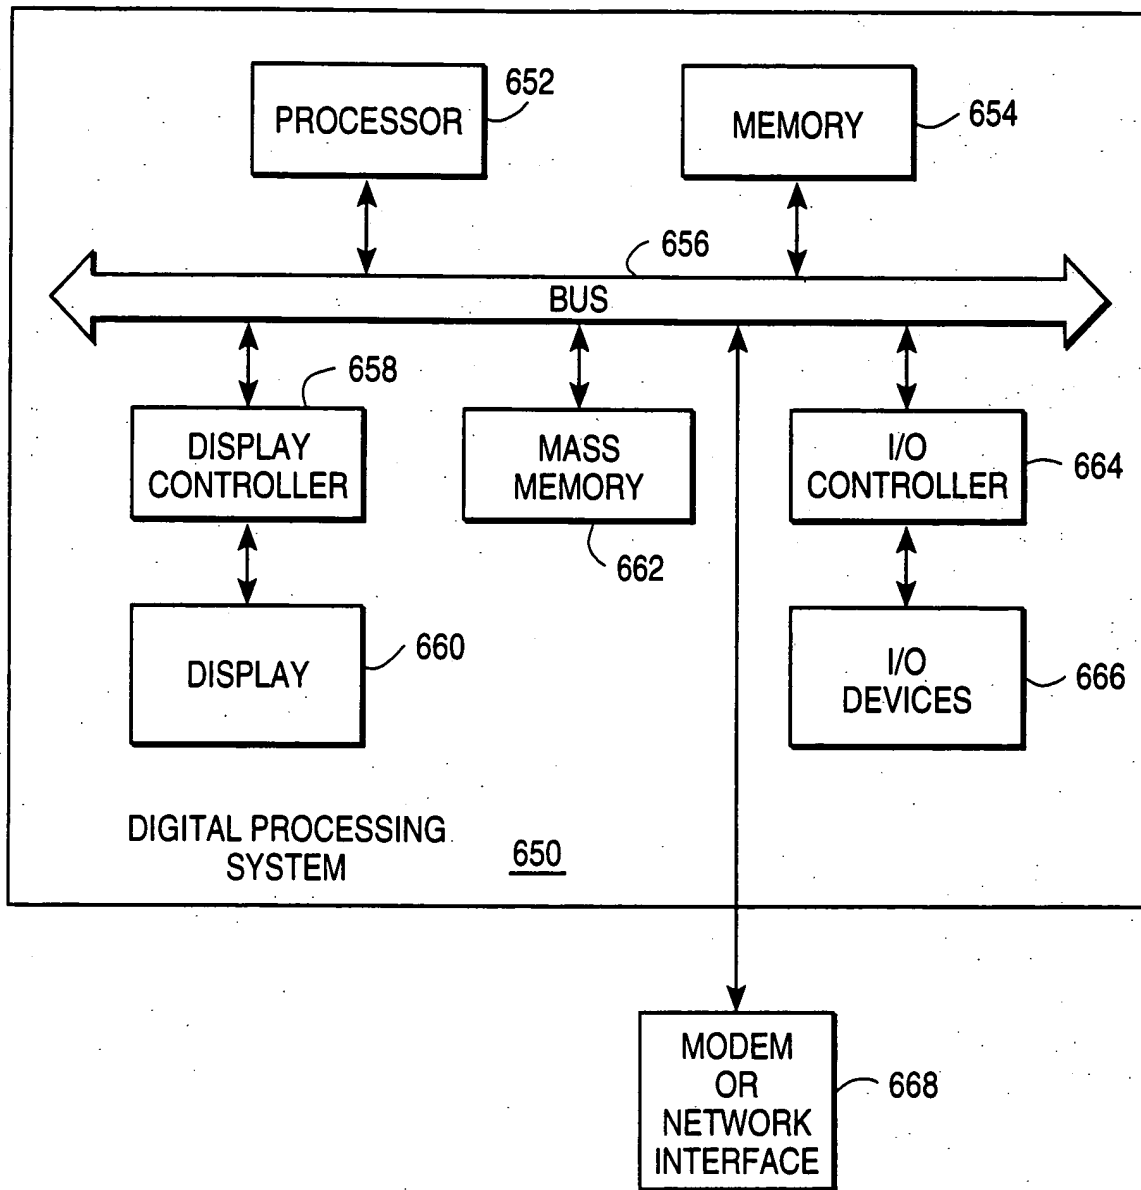 PROCESSOR
652
MEMORY
654
656
BUS
658
DISPLAY
CONTROLLER
MASS
MEMORY
662
I/O
CONTROLLER
664
DISPLAY
660
I/O
DEVICES
666
DIGITAL PROCESSING
SYSTEM
650
MODEM
OR
NETWORK
INTERFACE
668